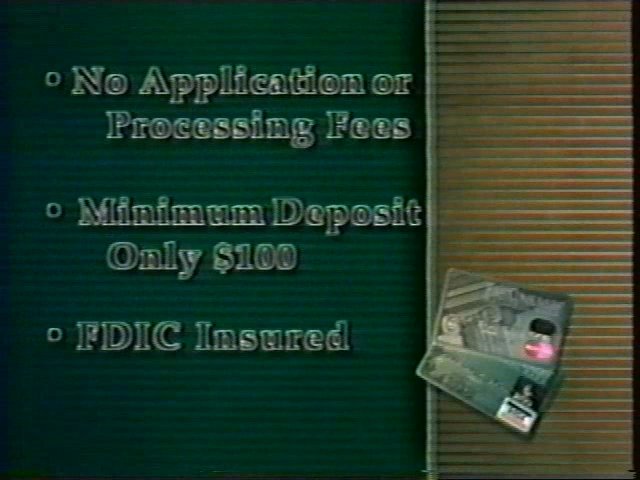 • No Application or
Processing Fees
• Minimum Deposit
Only $100
• FDIC Insured